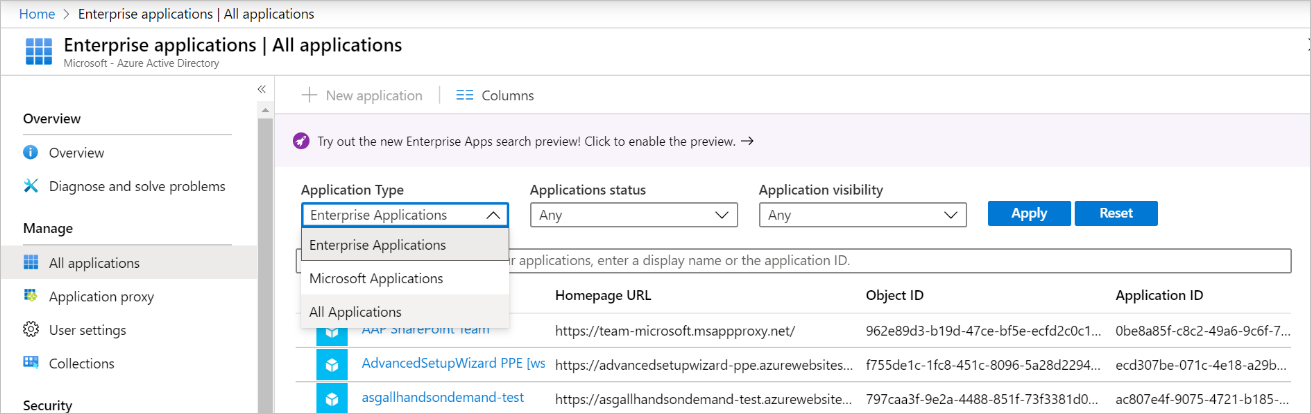 Home > Enterprise applications | All applications
Enterprise applications | All applications
Microsoft - Azure Active Directory
«
Overview
Overview
Diagnose and solve problems
Manage
All applications
Application proxy
User settings
Collections
Security
+ New application
Columns
Try out the new Enterprise Apps search preview! Click to enable the preview. →
Application Type
Applications status
Application visibility
Enterprise Applications
Any
Any
Apply
Reset
Enterprise Applications
Microsoft Applications
All Applications
applications, enter a display name or the application ID.
Homepage URL
Object ID
Application ID
AAP SharePoint Team
https://team-microsoft.msappproxy.net/
962e89d3-b19d-47ce-bf5e-ecfd2c0c1...
0be8a85f-c8c2-49a6-9c6f-7...
AdvancedSetupWizard PPE [ws
https://advancedsetupwizard-ppe.azurewebsites...
f755de1c-1fc8-451c-8096-5a28d2294...
ecd307be-071c-4e18-a29b...
asgallhandsondemand-test
https://asgallhandsondemand-test.azurewebsite...
797caa3f-9e2a-4488-851f-73f3381d0...
ac807e4f-9075-4721-b185-...